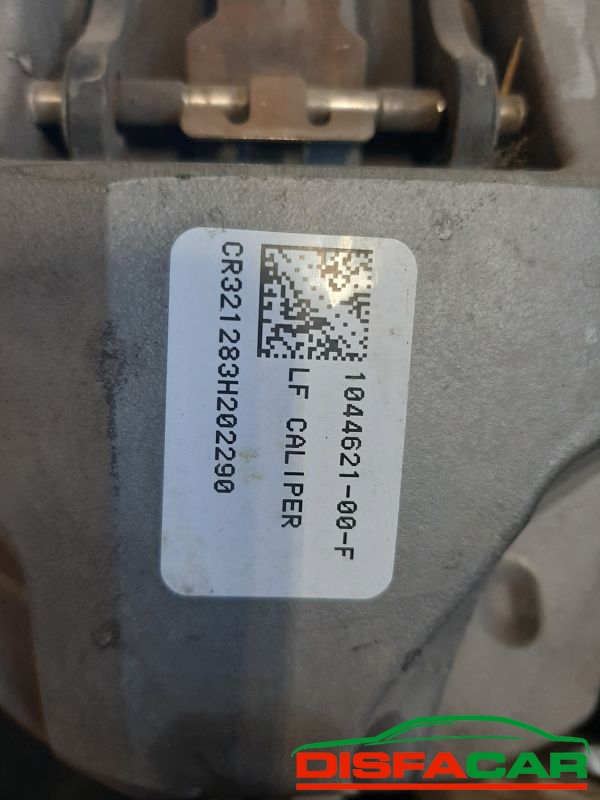 1044621-00-F
LF CALIPER
CR321283H202290
DISFACAR